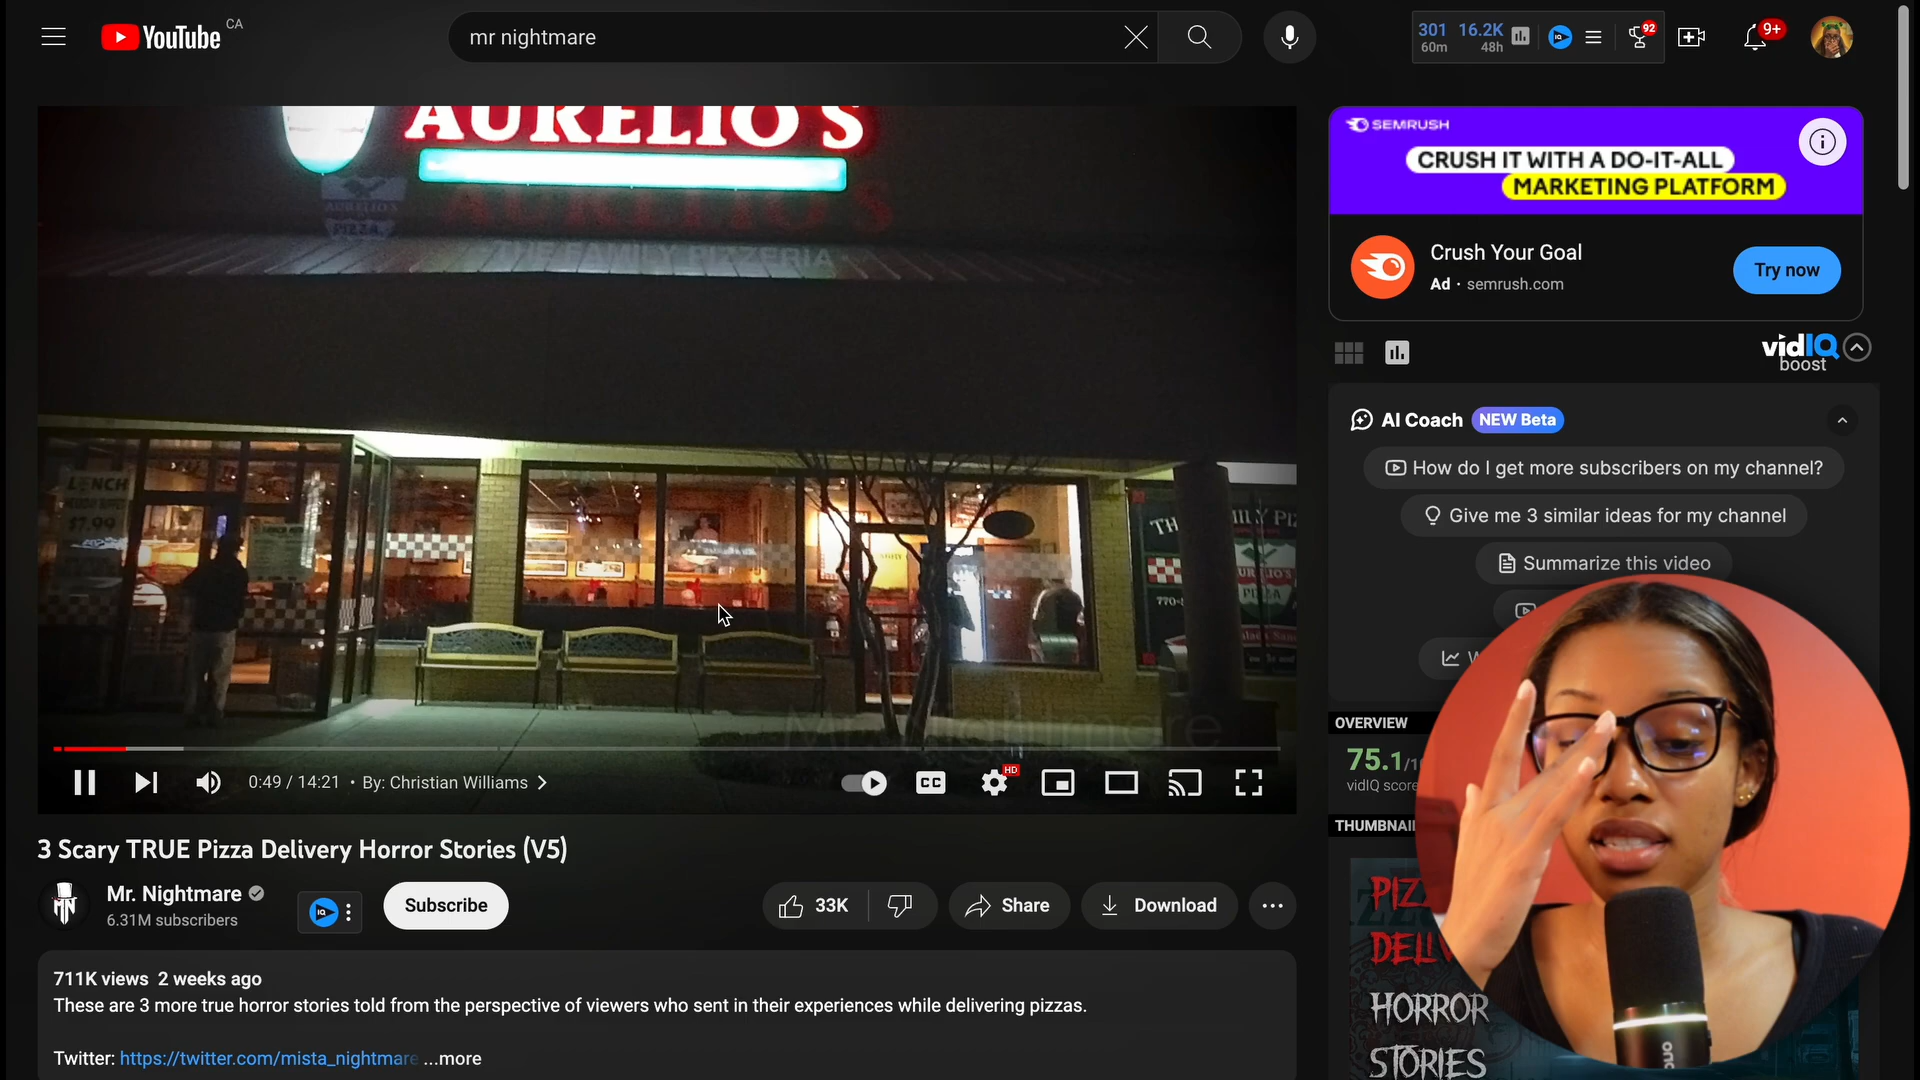 YouTube CA
mr nightmare
301 16.2K
60m 48h
92
9+
AURELIO'S
AURELIO'S
PIZZA
AURELIO'S
THE FAMILY PIZZERIA
LUNCH
$7.99
Mr. Nightmare
0:49 / 14:21 • By: Christian Williams
CC
HD
3 Scary TRUE Pizza Delivery Horror Stories (V5)
Mr. Nightmare
6.31M subscribers
Subscribe
33K
Share
Download
711K views 2 weeks ago
These are 3 more true horror stories told from the perspective of viewers who sent in their experiences while delivering pizzas.
Twitter: https://twitter.com/mista_nightmare ...more
SEMRUSH
CRUSH IT WITH A DO-IT-ALL
MARKETING PLATFORM
Crush Your Goal
Ad · semrush.com
Try now
vidIQ
boost
AI Coach NEW Beta
How do I get more subscribers on my channel?
Give me 3 similar ideas for my channel
Summarize this video
OVERVIEW
75.1
vidIQ score
HORROR
STORIES